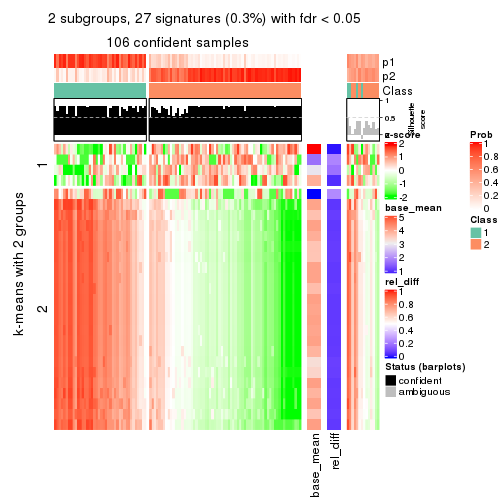 2 subgroups, 27 signatures (0.3%) with fdr < 0.05
106 confident samples
p1
p2
Class
1
0.5
0
Silhouette
score
z-score
2
1
0
-1
-2
base_mean
5
4
3
2
1
rel_diff
1
0.8
0.6
0.4
0.2
0
Status (barplots)
confident
ambiguous
Prob
1
0.8
0.6
0.4
0.2
0
Class
1
2
k-means with 2 groups
1
2
base_mean
rel_diff